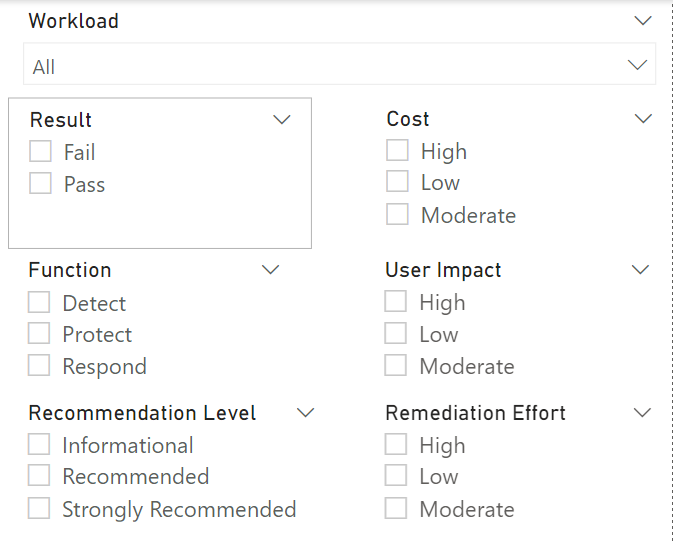 Workload
All
Result
Fail
Pass
Cost
High
Low
Moderate
Function
Detect
Protect
Respond
User Impact
High
Low
Moderate
Recommendation Level
Informational
Recommended
Strongly Recommended
Remediation Effort
High
Low
Moderate